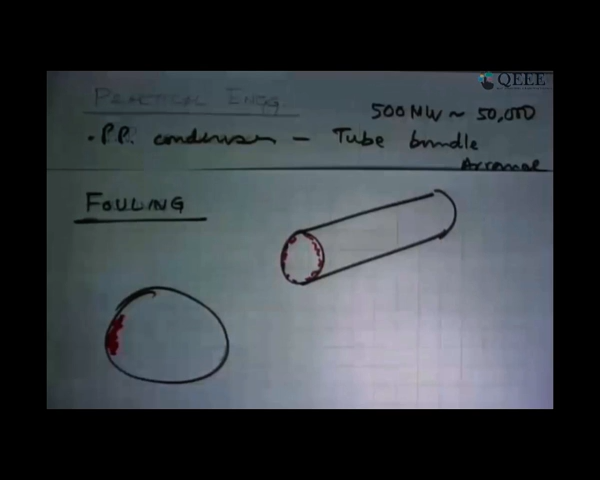 QEEE
PRACTICAL ENGG.
500 MW ~ 50,000
• P.P. condenser – Tube bundle
FOULING